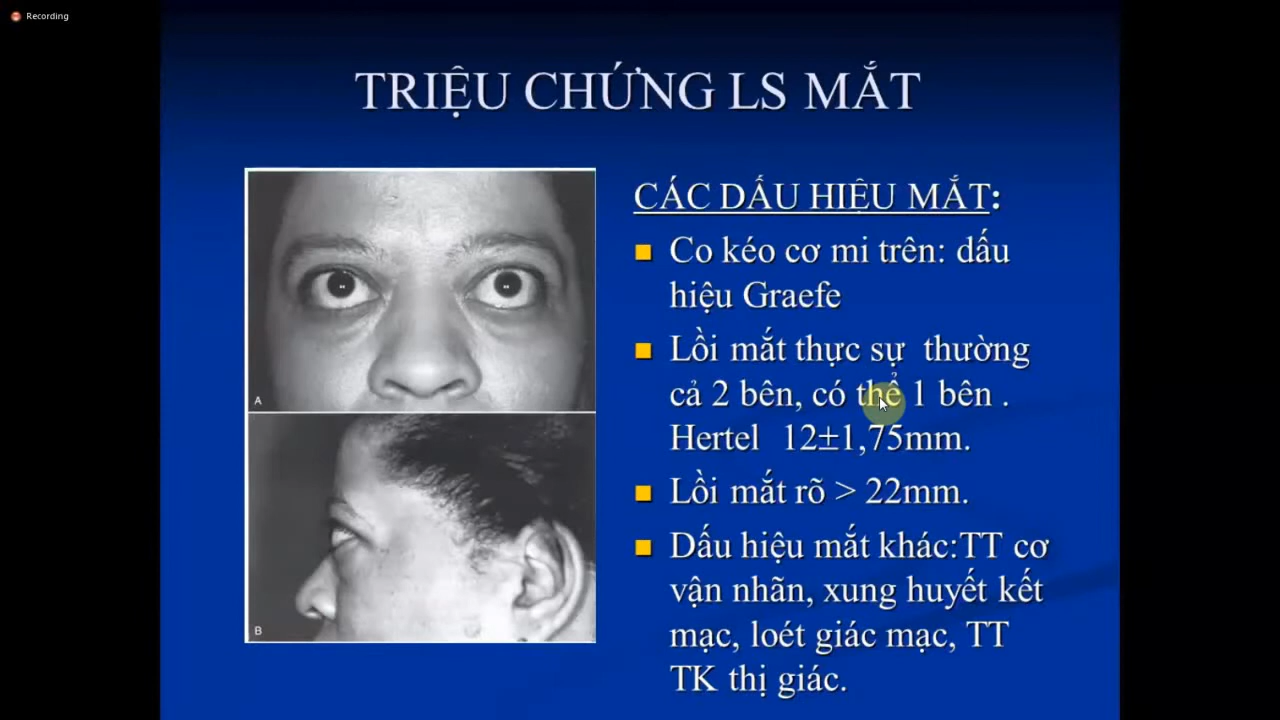 Recording
TRIỆU CHỨNG LS MẮT
CÁC DẤU HIỆU MẮT:
Co kéo cơ mi trên: dấu
hiệu Graefe
Lồi mắt thực sự thường
cả 2 bên, có thể 1 bên .
Hertel 12±1,75mm.
Lồi mắt rõ > 22mm.
Dấu hiệu mắt khác:TT cơ
vận nhãn, xung huyết kết
mạc, loét giác mạc, TT
TK thị giác.
A
B